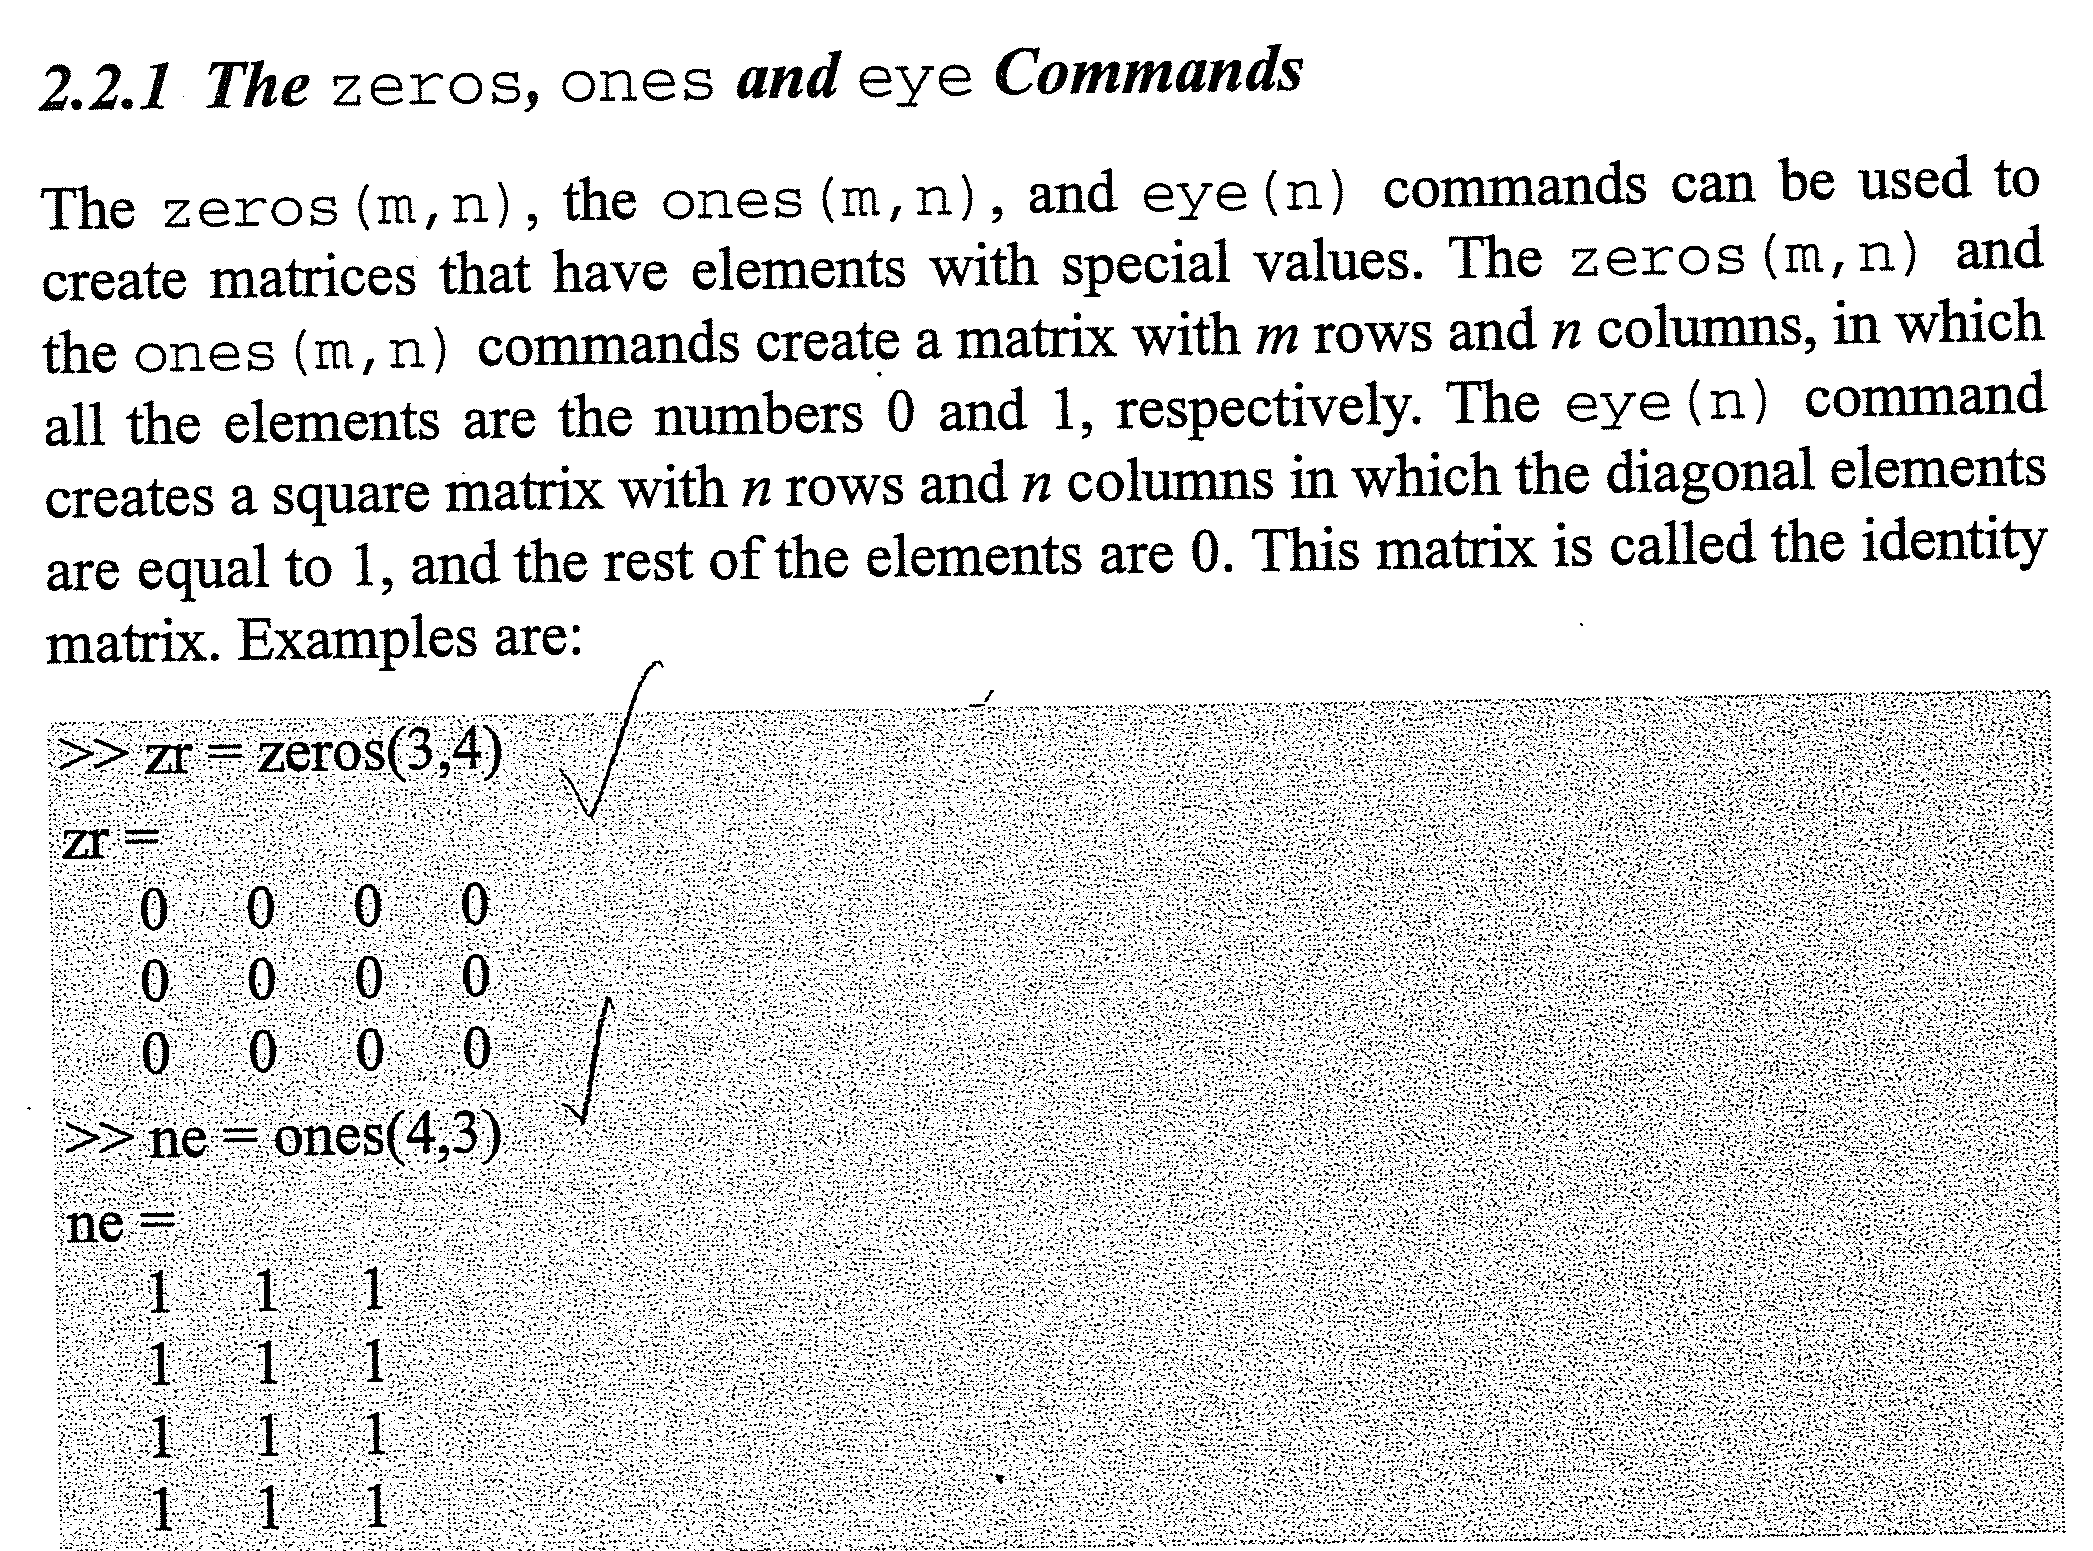 2.2.1 The zeros, ones and eye Commands
The zeros(m,n), the ones(m,n), and eye(n) commands can be used to
create matrices that have elements with special values. The zeros(m,n) and
the ones(m,n) commands create a matrix with m rows and n columns, in which
all the elements are the numbers 0 and 1, respectively. The eye(n) command
creates a square matrix with n rows and n columns in which the diagonal elements
are equal to 1, and the rest of the elements are 0. This matrix is called the identity
matrix. Examples are:
>> zr = zeros(3,4)
zr =
0 0 0 0
0 0 0 0
0 0 0 0
>> ne = ones(4,3)
ne =
1 1 1
1 1 1
1 1 1
1 1 1